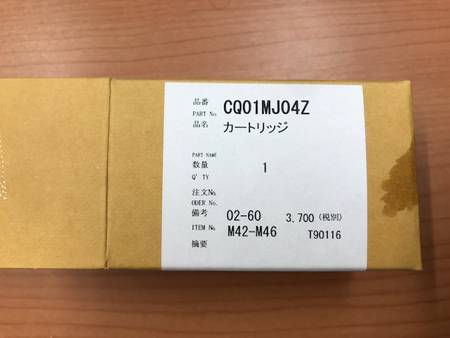 品番 CQ01MJ04Z
PART No
品名 カートリッジ
PART NAME
数量 1
Q'TY
注文No.
ODER No.
備考 02-60 3,700 (税別)
ITEM No. M42-M46 T90116
摘要